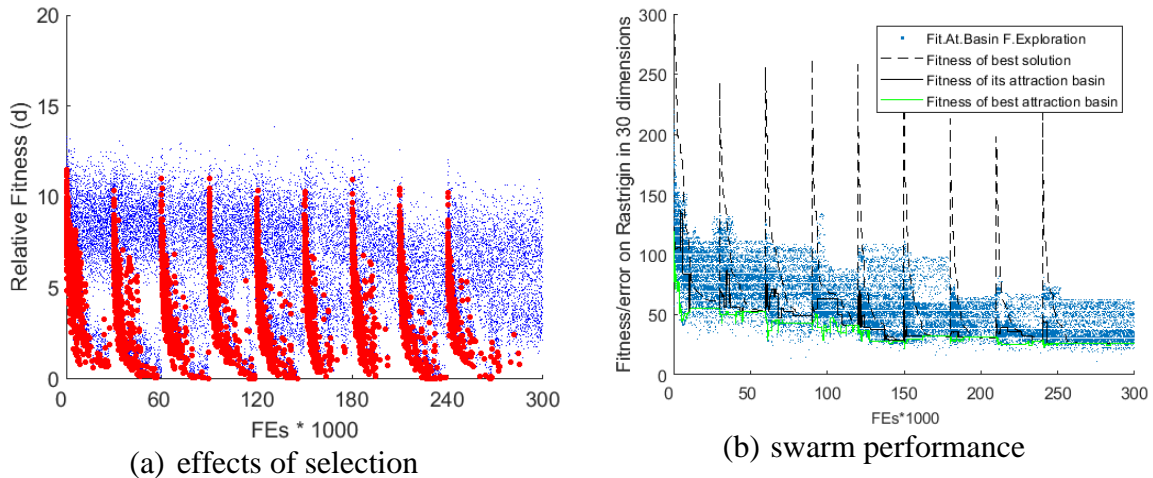 20
15
10
5
0
Relative Fitness (d)
0 60 120 180 240 300
FEs * 1000
(a) effects of selection
300
250
200
150
100
50
0
Fitness/error on Rastrigin in 30 dimensions
Fit.At.Basin F.Exploration
Fitness of best solution
Fitness of its attraction basin
Fitness of best attraction basin
0 50 100 150 200 250 300
FEs*1000
(b) swarm performance